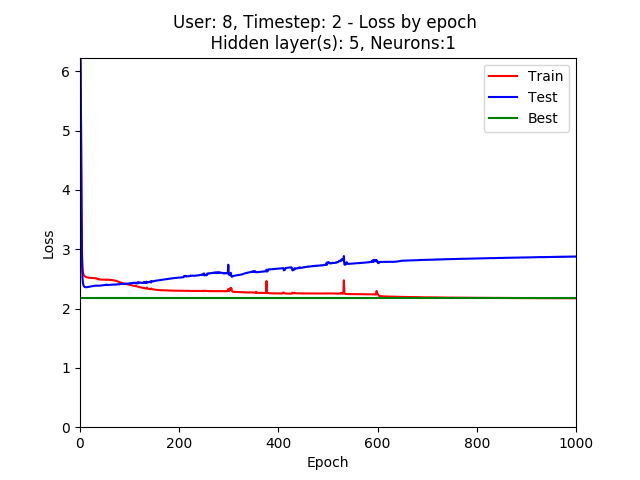 User: 8, Timestep: 2 - Loss by epoch
Hidden layer(s): 5, Neurons:1
Train
Test
Best
6
5
4
3
2
1
0
Loss
0
200
400
600
800
1000
Epoch